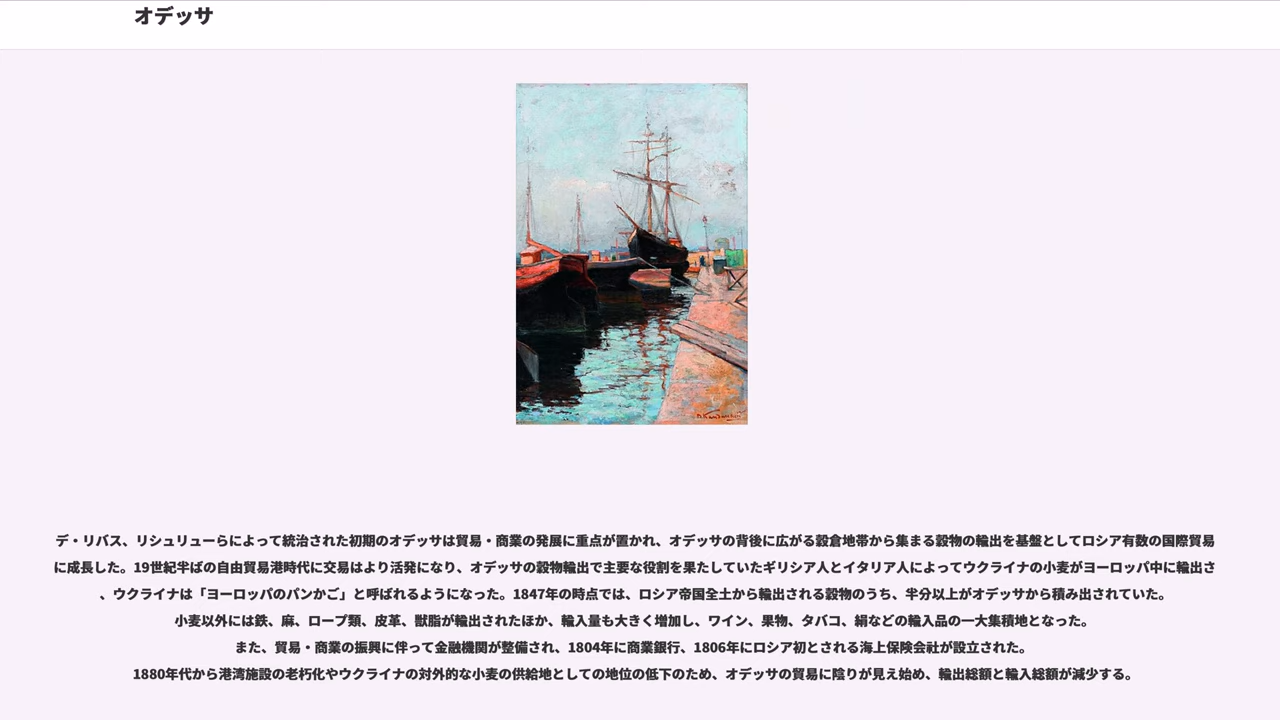 オデッサ
デ・リバス、リシュリューらによって統治された初期のオデッサは貿易・商業の発展に重点が置かれ、オデッサの背後に広がる穀倉地帯から集まる穀物の輸出を基盤としてロシア有数の国際貿易
に成長した。19世紀半ばの自由貿易港時代に交易はより活発になり、オデッサの穀物輸出で主要な役割を果たしていたギリシア人とイタリア人によってウクライナの小麦がヨーロッパ中に輸出さ
、ウクライナは「ヨーロッパのパンかご」と呼ばれるようになった。1847年の時点では、ロシア帝国全土から輸出される穀物のうち、半分以上がオデッサから積み出されていた。
小麦以外には鉄、麻、ロープ類、皮革、獣脂が輸出されたほか、輸入量も大きく増加し、ワイン、果物、タバコ、絹などの輸入品の一大集積地となった。
また、貿易・商業の振興に伴って金融機関が整備され、1804年に商業銀行、1806年にロシア初とされる海上保険会社が設立された。
1880年代から港湾施設の老朽化やウクライナの対外的な小麦の供給地としての地位の低下のため、オデッサの貿易に陰りが見え始め、輸出総額と輸入総額が減少する。